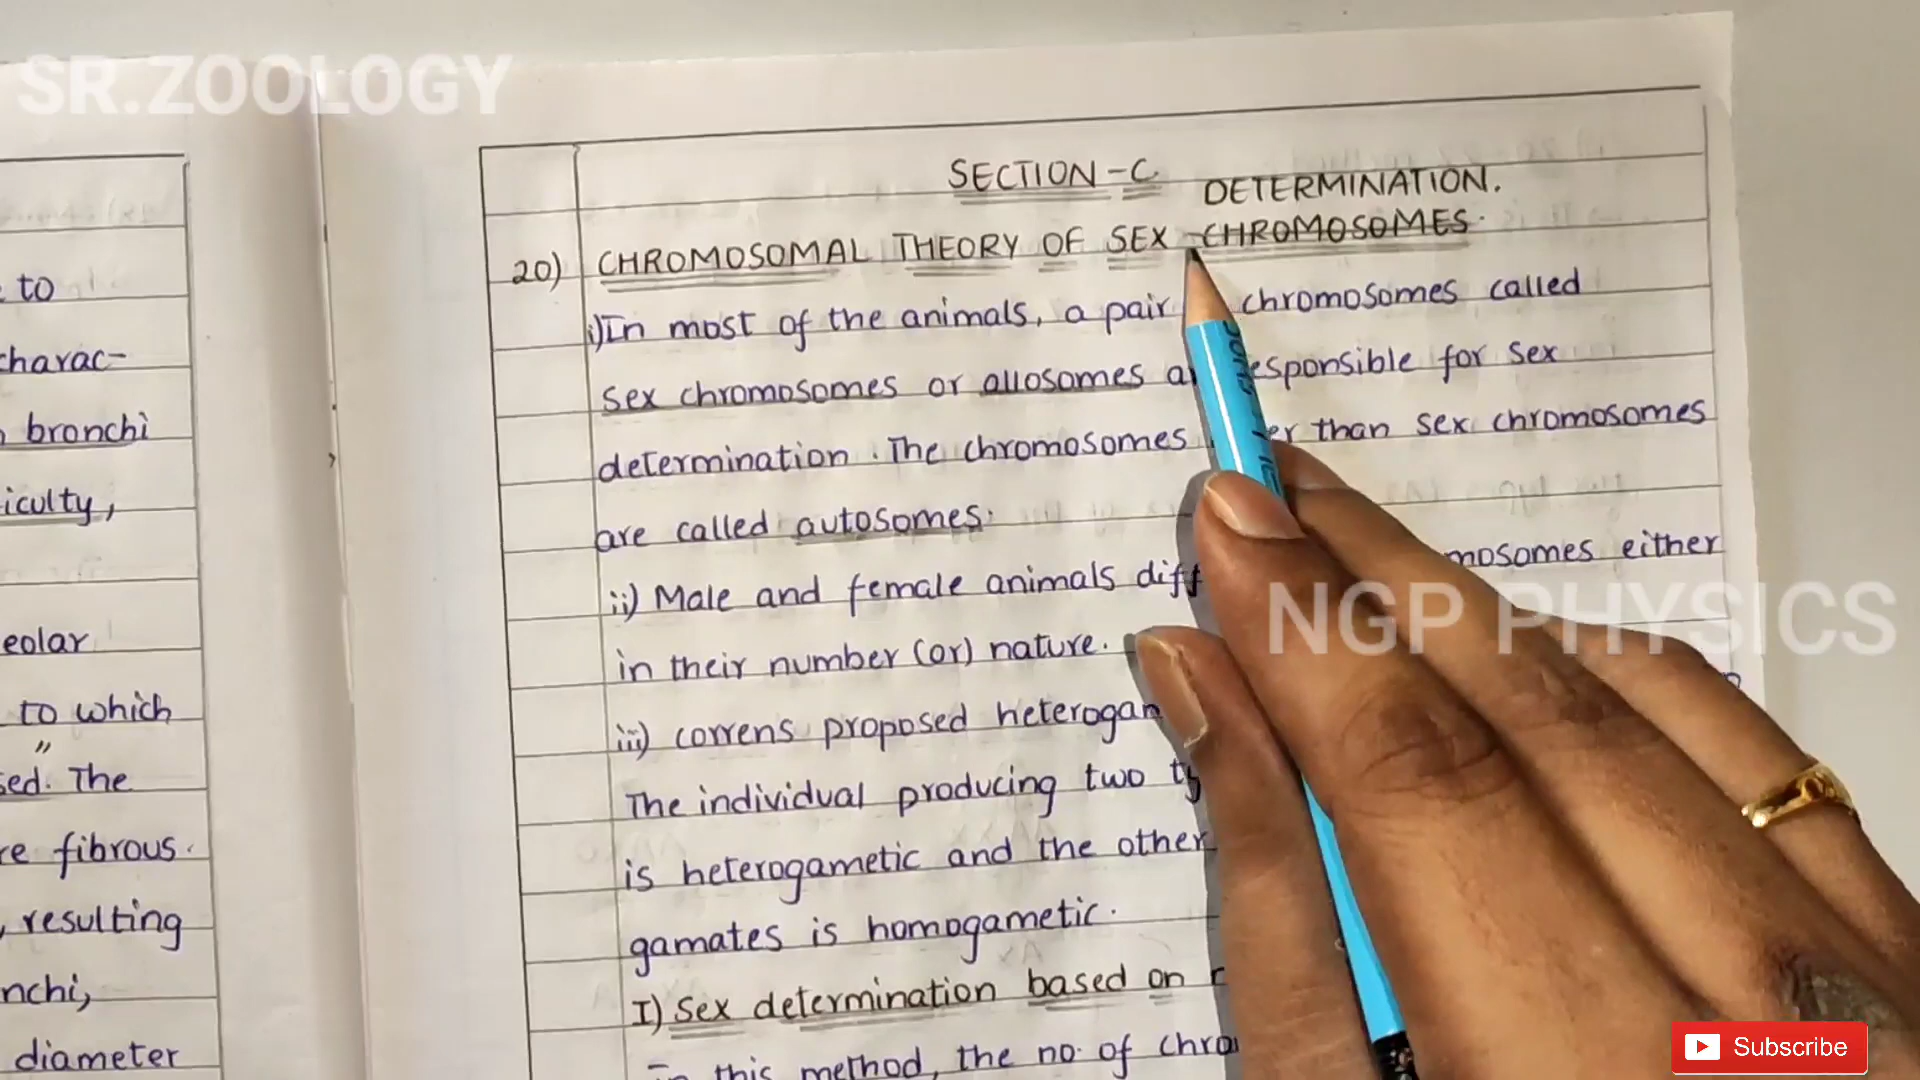 SR.ZOOLOGY
to
charac-
bronchi
iculty,
eolar
to which
"
sed. The
re fibrous.
, resulting
nchi,
diameter
SECTION-C
DETERMINATION.
20) CHROMOSOMAL THEORY OF SEX CHROMOSOMES.
i) In most of the animals, a pair chromosomes called
sex chromosomes or allosomes responsible for sex
determination. The chromosomes than sex chromosomes
are called autosomes.
ii) Male and female animals diff mosomes either
in their number (or) nature.
iii) correns proposed heterogam
The individual producing two ty
is heterogametic and the other
gamates is homogametic.
I) Sex determination based on
In this method, the no. of chro
NGP PHYSICS
Subscribe